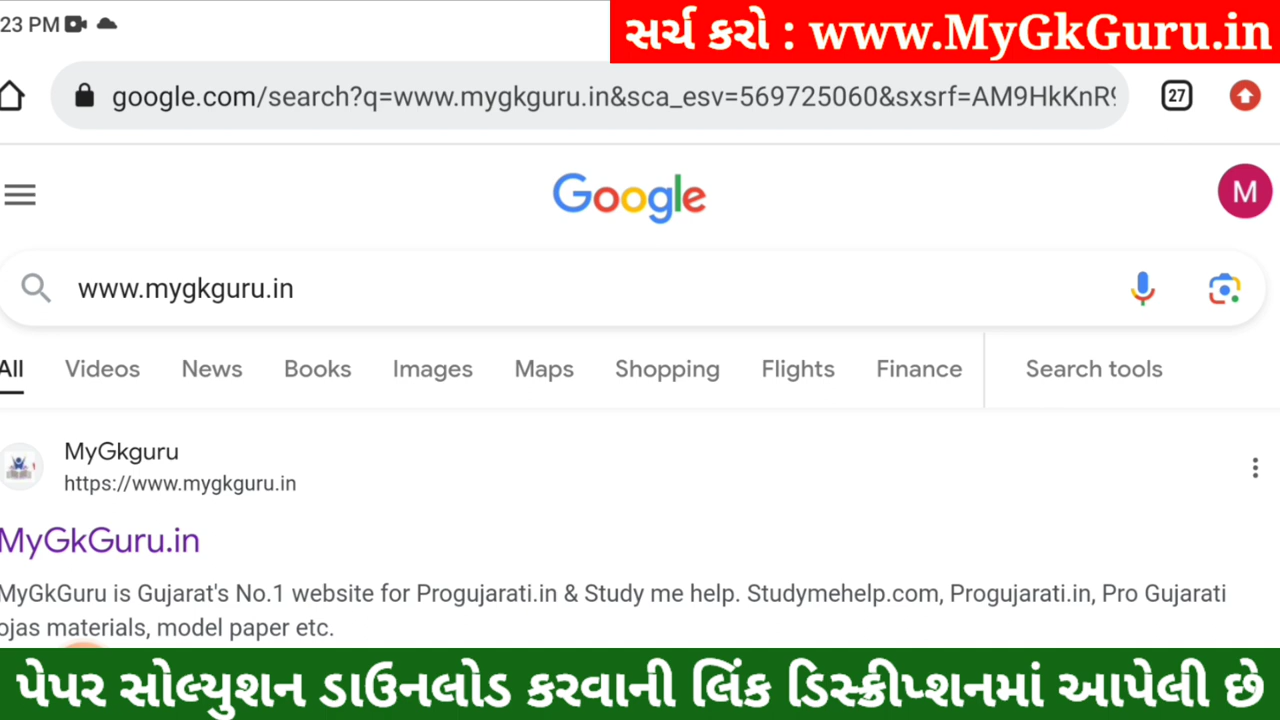 23 PM
સર્ચ કરો : www.MyGkGuru.in
google.com/search?q=www.mygkguru.in&sca_esv=569725060&sxsrf=AM9HkKnR9
27
Google
M
www.mygkguru.in
All Videos News Books Images Maps Shopping Flights Finance Search tools
MyGkguru
https://www.mygkguru.in
MyGkGuru.in
MyGkGuru is Gujarat's No.1 website for Progujarati.in & Study me help. Studymehelp.com, Progujarati.in, Pro Gujarati
ojas materials, model paper etc.
પેપર સોલ્યુશન ડાઉનલોડ કરવાની લિંક ડિસ્ક્રીપ્શનમાં આપેલી છે